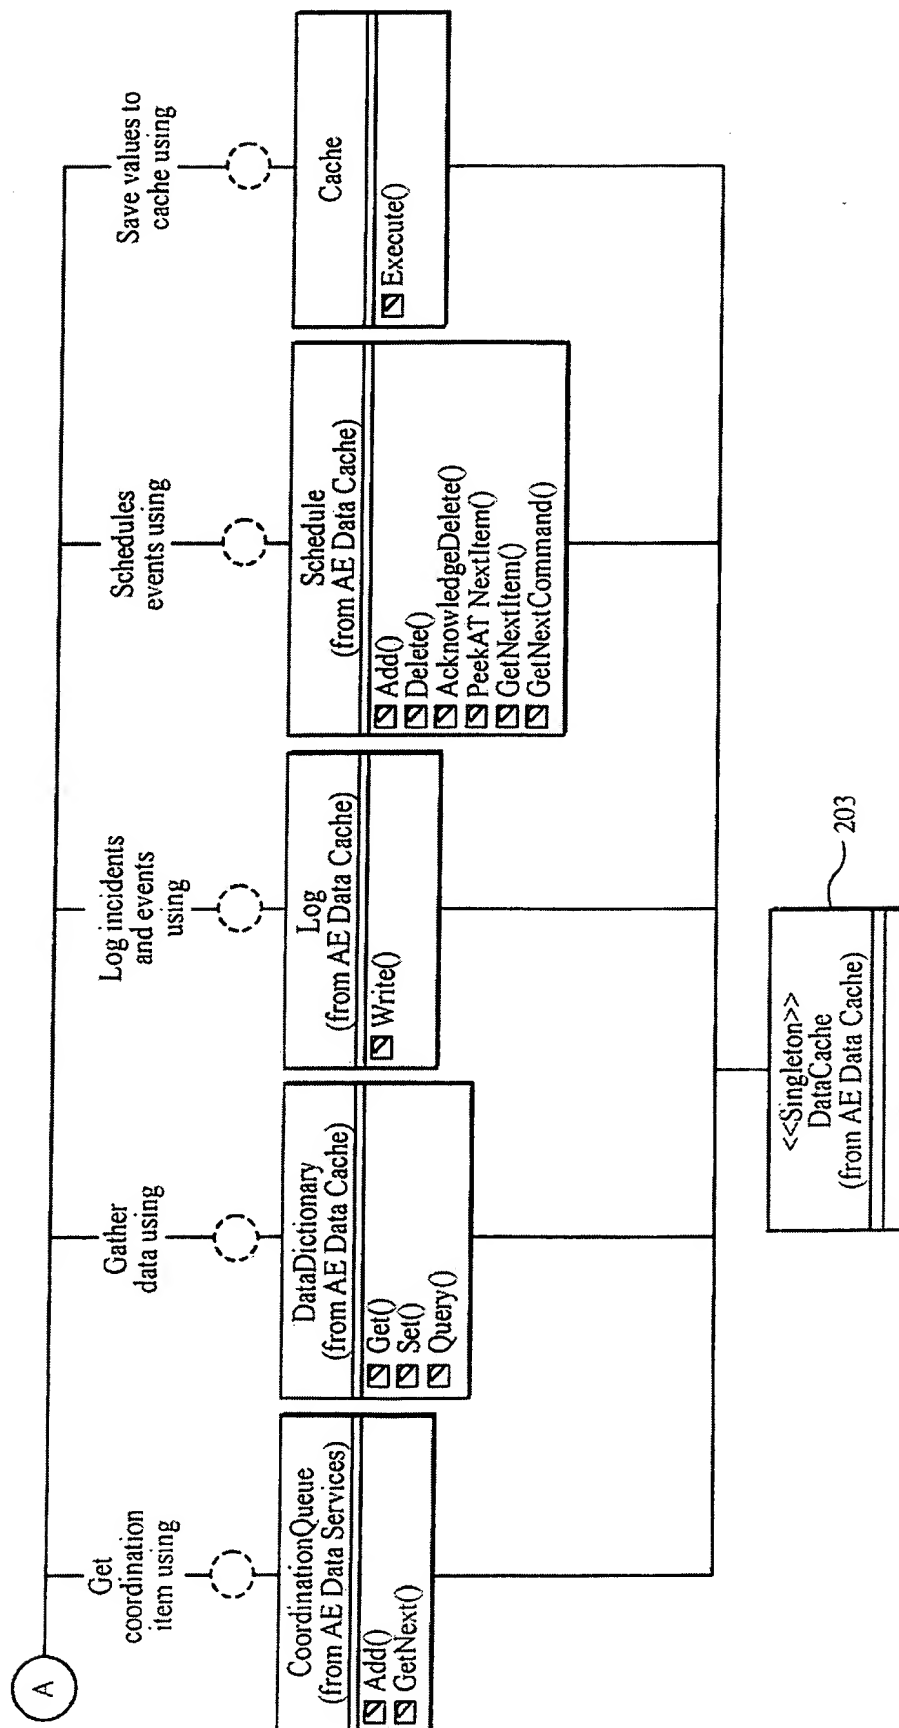 A
Get
coordination
item using
CoordinationQueue
(from AE Data Services)
Add()
GetNext()
Gather
data using
DataDictionary
(from AE Data Cache)
Get()
Set()
Query()
Log incidents
and events
using
Log
(from AE Data Cache)
Write()
Schedules
events using
Schedule
(from AE Data Cache)
Add()
Delete()
AcknowledgeDelete()
PeekAT NextItem()
GetNextItem()
GetNextCommand()
Save values to
cache using
Cache
Execute()
<<Singleton>>
DataCache
(from AE Data Cache)
203